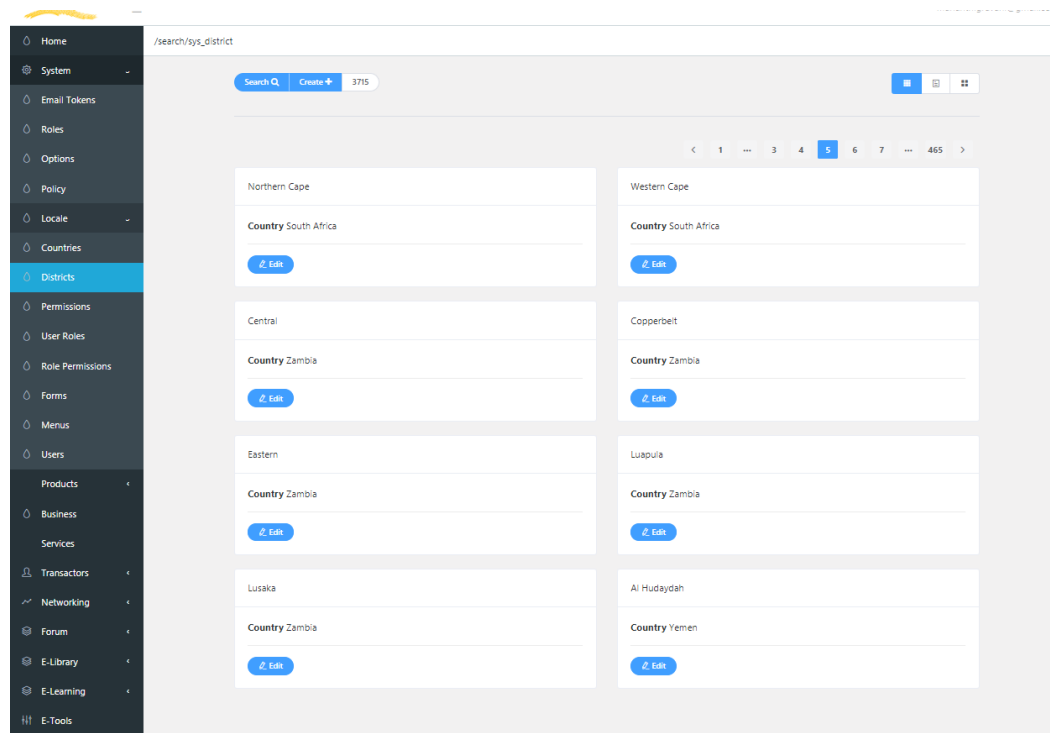 Home
System
Email Tokens
Roles
Options
Policy
Locale
Countries
Districts
Permissions
User Roles
Role Permissions
Forms
Menus
Users
Products
Business
Services
Transactors
Networking
Forum
E-Library
E-Learning
E-Tools
/search/sys_district
Search Create + 3715
< 1 ... 3 4 5 6 7 ... 465 >
Northern Cape
Country South Africa
Edit
Western Cape
Country South Africa
Edit
Central
Country Zambia
Edit
Copperbelt
Country Zambia
Edit
Eastern
Country Zambia
Edit
Luapula
Country Zambia
Edit
Lusaka
Country Zambia
Edit
Al Hudaydah
Country Yemen
Edit